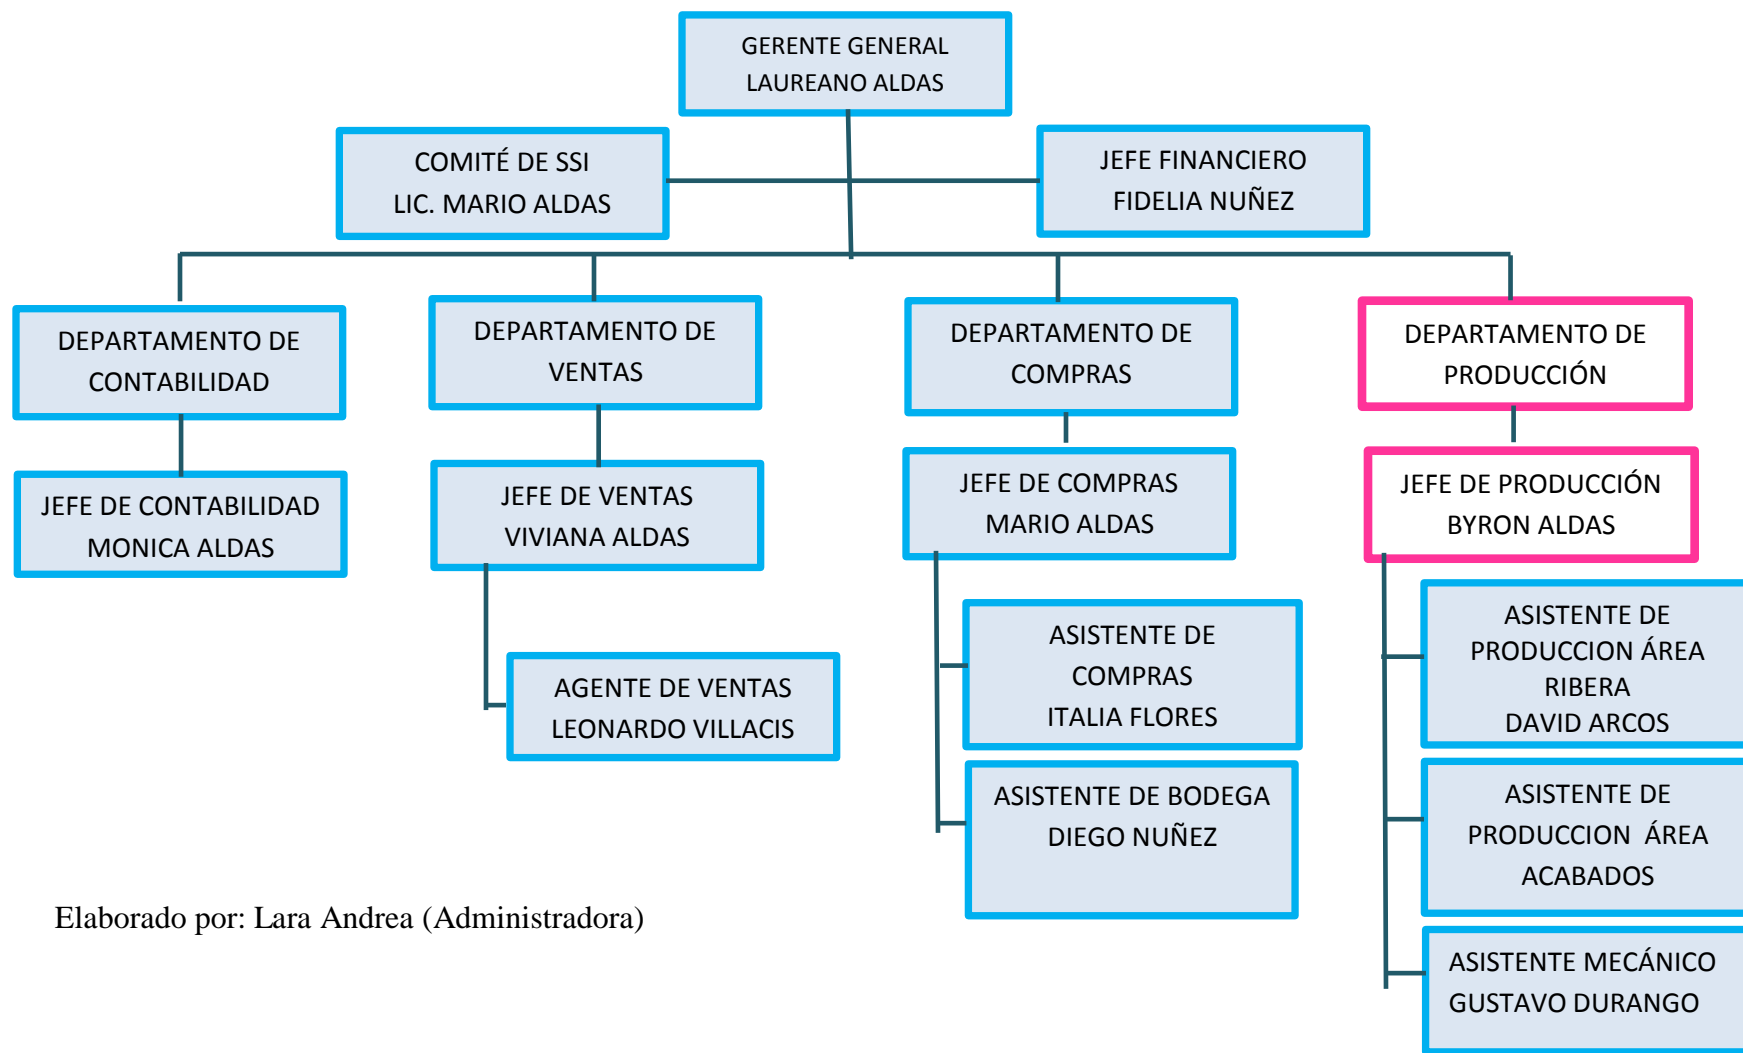 GERENTE GENERAL
LAUREANO ALDAS
COMITÉ DE SSI
LIC. MARIO ALDAS
JEFE FINANCIERO
FIDELIA NUÑEZ
DEPARTAMENTO DE
CONTABILIDAD
DEPARTAMENTO DE
VENTAS
DEPARTAMENTO DE
COMPRAS
DEPARTAMENTO DE
PRODUCCIÓN
JEFE DE CONTABILIDAD
MONICA ALDAS
JEFE DE VENTAS
VIVIANA ALDAS
JEFE DE COMPRAS
MARIO ALDAS
JEFE DE PRODUCCIÓN
BYRON ALDAS
AGENTE DE VENTAS
LEONARDO VILLACIS
ASISTENTE DE
COMPRAS
ITALIA FLORES
ASISTENTE DE BODEGA
DIEGO NUÑEZ
ASISTENTE DE
PRODUCCION ÁREA
RIBERA
DAVID ARCOS
ASISTENTE DE
PRODUCCION  ÁREA
ACABADOS
ASISTENTE MECÁNICO
GUSTAVO DURANGO
Elaborado por: Lara Andrea (Administradora)